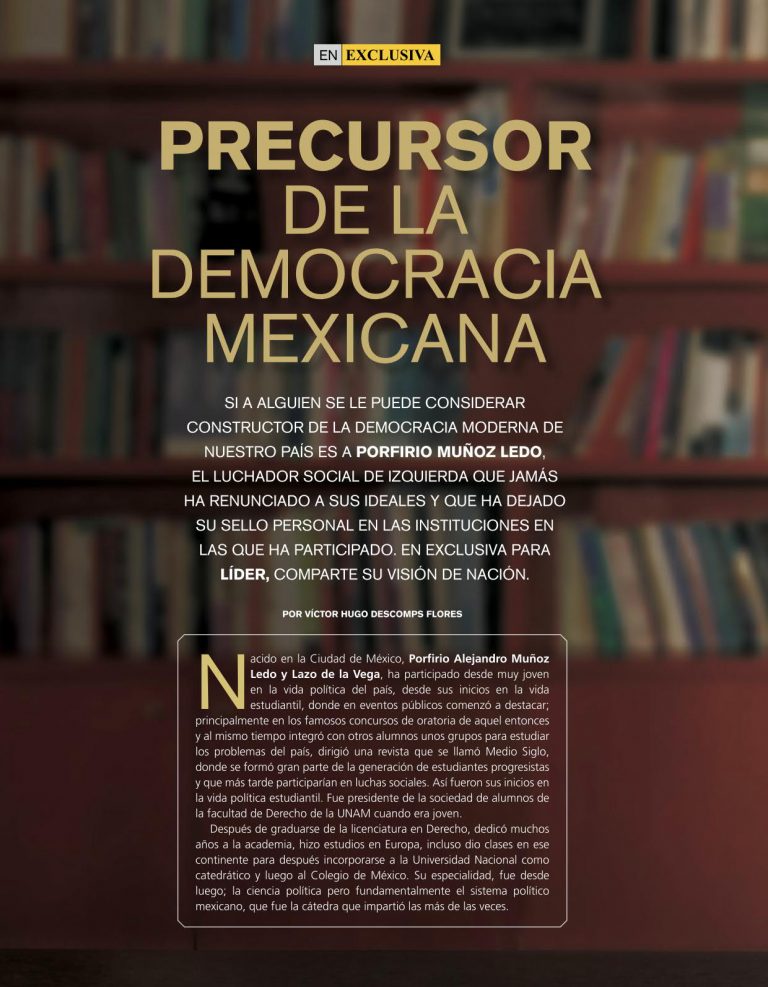 EN EXCLUSIVA
PRECURSOR
DE LA
DEMOCRACIA
MEXICANA
SI A ALGUIEN SE LE PUEDE CONSIDERAR
CONSTRUCTOR DE LA DEMOCRACIA MODERNA DE
NUESTRO PAÍS ES A PORFIRIO MUÑOZ LEDO,
EL LUCHADOR SOCIAL DE IZQUIERDA QUE JAMÁS
HA RENUNCIADO A SUS IDEALES Y QUE HA DEJADO
SU SELLO PERSONAL EN LAS INSTITUCIONES EN
LAS QUE HA PARTICIPADO. EN EXCLUSIVA PARA
LÍDER, COMPARTE SU VISIÓN DE NACIÓN.
POR VÍCTOR HUGO DESCOMPS FLORES
Nacido en la Ciudad de México, Porfirio Alejandro Muñoz
Ledo y Lazo de la Vega, ha participado desde muy joven
en la vida política del país, desde sus inicios en la vida
estudiantil, donde en eventos públicos comenzó a destacar;
principalmente en los famosos concursos de oratoria de aquel entonces
y al mismo tiempo integró con otros alumnos unos grupos para estudiar
los problemas del país, dirigió una revista que se llamó Medio Siglo,
donde se formó gran parte de la generación de estudiantes progresistas
y que más tarde participarían en luchas sociales. Así fueron sus inicios en
la vida política estudiantil. Fue presidente de la sociedad de alumnos de
la facultad de Derecho de la UNAM cuando era joven.
Después de graduarse de la licenciatura en Derecho, dedicó muchos
años a la academia, hizo estudios en Europa, incluso dio clases en ese
continente para después incorporarse a la Universidad Nacional como
catedrático y luego al Colegio de México. Su especialidad, fue desde
luego; la ciencia política pero fundamentalmente el sistema político
mexicano, que fue la cátedra que impartió las más de las veces.